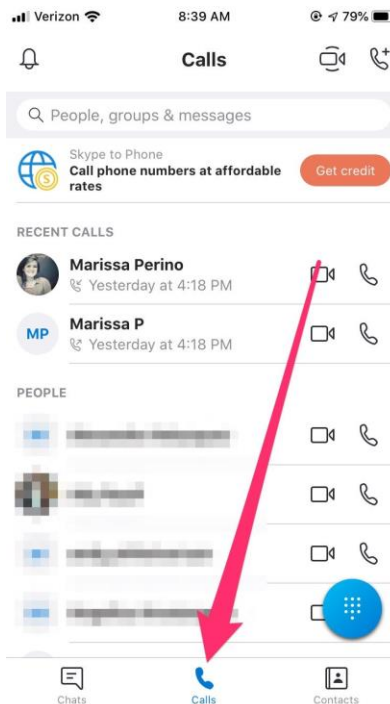 Verizon 8:39 AM 79%
Calls
People, groups & messages
Skype to Phone
Call phone numbers at affordable
rates
Get credit
RECENT CALLS
Marissa Perino
Yesterday at 4:18 PM
MP
Marissa P
Yesterday at 4:18 PM
PEOPLE
Chats Calls Contacts